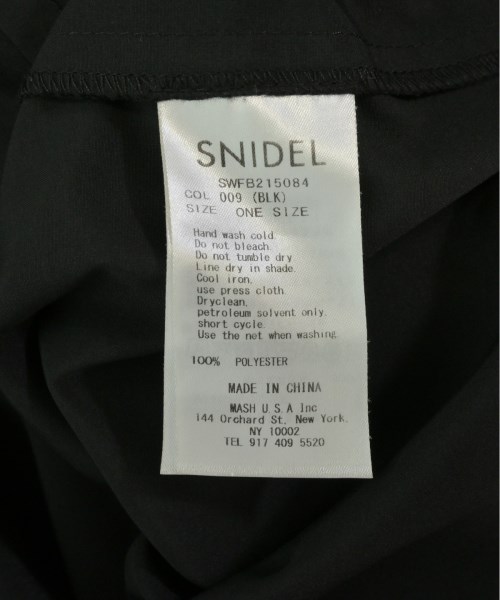 SNIDEL
SWFB215084
COL 009 (BLK)
SIZE ONE SIZE
Hand wash cold.
Do not bleach.
Do not tumble dry
Line dry in shade.
Cool iron.
use press cloth.
Dryclean.
petroleum solvent only.
short cycle.
Use the net when washing.
100% POLYESTER
MADE IN CHINA
MASH U.S.A Inc
144 Orchard St. New York.
NY 10002
TEL 917 409 5520